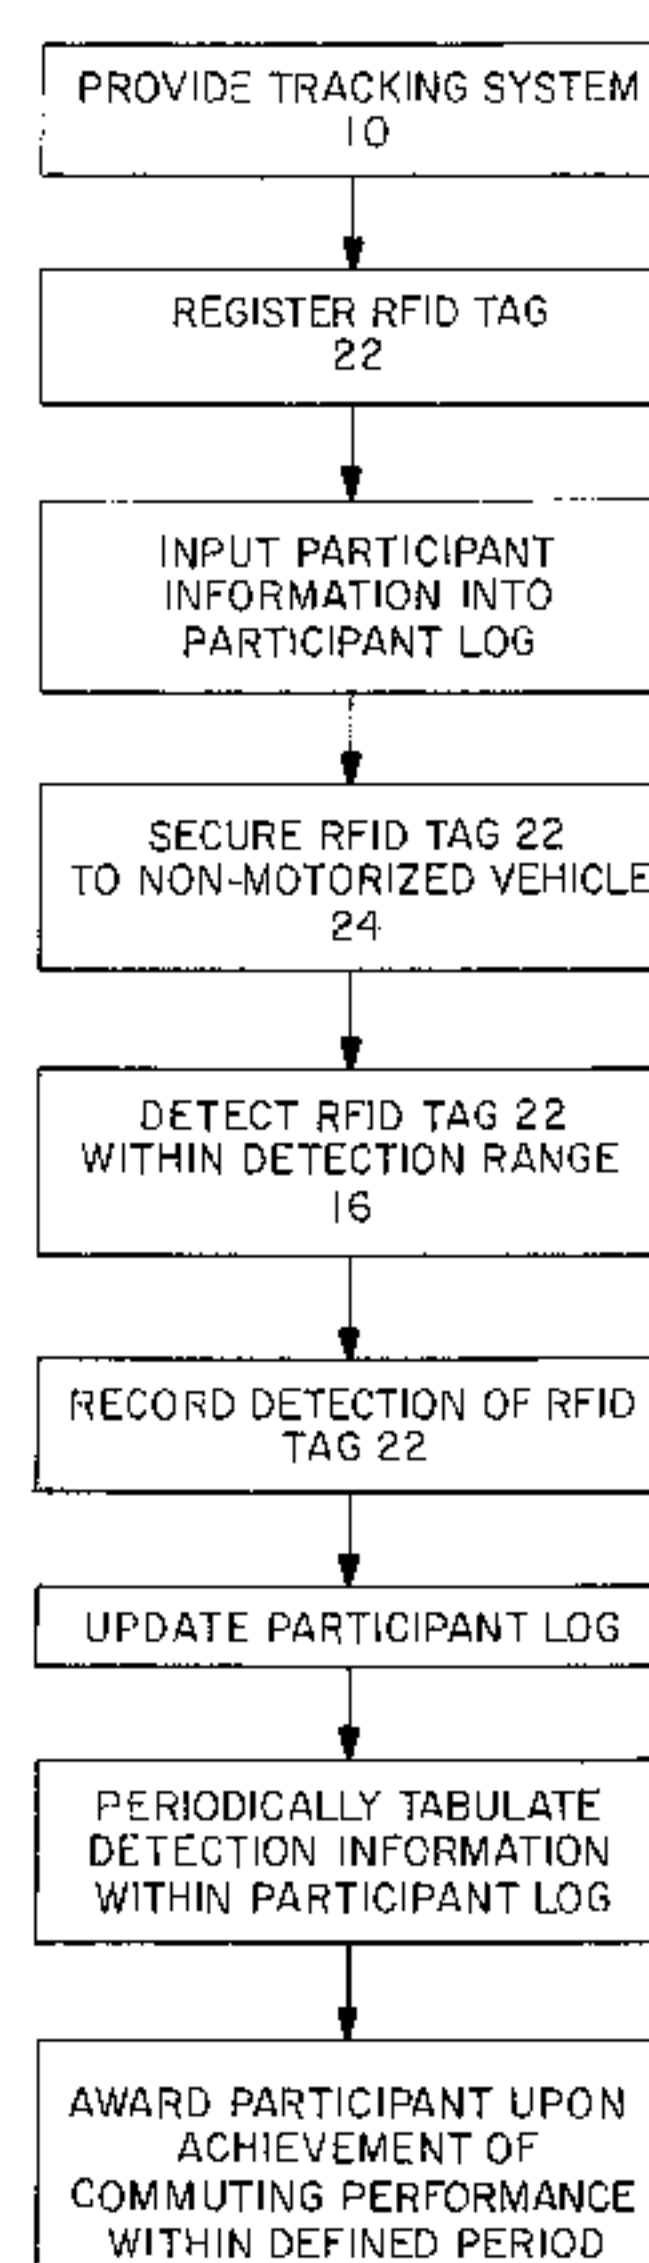 PROVIDE TRACKING SYSTEM
10
REGISTER RFID TAG
22
INPUT PARTICIPANT
INFORMATION INTO
PARTICIPANT LOG
SECURE RFID TAG 22
TO NON-MOTORIZED VEHICLE
24
DETECT RFID TAG 22
WITHIN DETECTION RANGE
16
RECORD DETECTION OF RFID
TAG 22
UPDATE PARTICIPANT LOG
PERIODICALLY TABULATE
DETECTION INFORMATION
WITHIN PARTICIPANT LOG
AWARD PARTICIPANT UPON
ACHIEVEMENT OF
COMMUTING PERFORMANCE
WITHIN DEFINED PERIOD